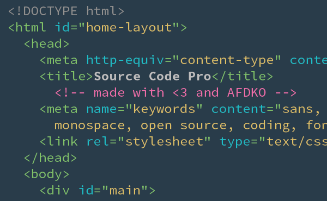 <!DOCTYPE html>
<html id="home-layout">
<head>
<meta http-equiv="content-type" conte
<title>Source Code Pro</title>
<!-- made with <3 and AFDKO -->
<meta name="keywords" content="sans,
monospace, open source, coding, fon
<link rel="stylesheet" type="text/css
</head>
<body>
<div id="main">